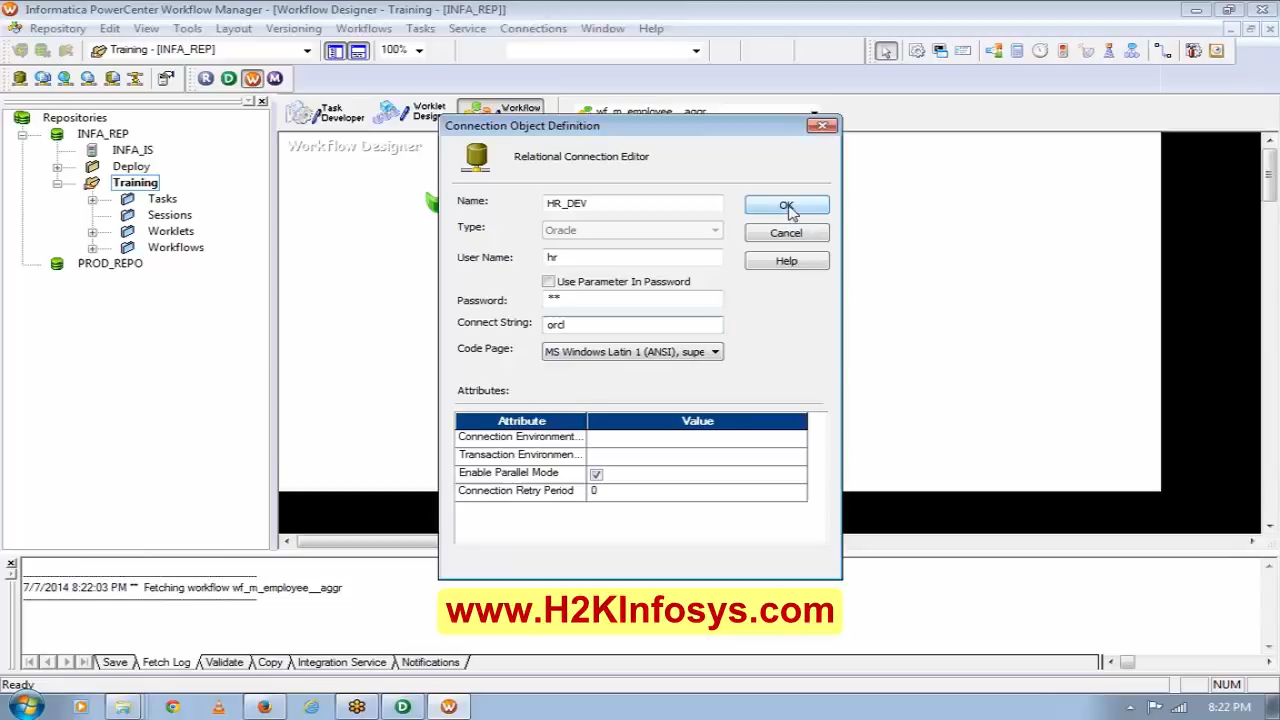 Informatica PowerCenter Workflow Manager - [Workflow Designer - Training - [INFA_REP]]
Repository Edit View Tools Layout Versioning Workflows Tasks Service Connections Window Help
Training - [INFA_REP] 100%
R D W M
Repositories
INFA_REP
INFA_IS
Deploy
Training
Tasks
Sessions
Worklets
Workflows
PROD_REPO
Task Developer
Worklet
Workflow
wf_m_employee__aggr
Workflow Designer
Connection Object Definition
Relational Connection Editor
Name: HR_DEV OK
Type: Oracle Cancel
User Name: hr Help
Use Parameter In Password
Password: **
Connect String: orcl
Code Page: MS Windows Latin 1 (ANSI), supe
Attributes:
Attribute Value
Connection Environment...
Transaction Environmen...
Enable Parallel Mode
Connection Retry Period 0
7/7/2014 8:22:03 PM ** Fetching workflow wf_m_employee__aggr
www.H2KInfosys.com
Save Fetch Log Validate Copy Integration Service Notifications
Ready NUM
D W 8:22 PM